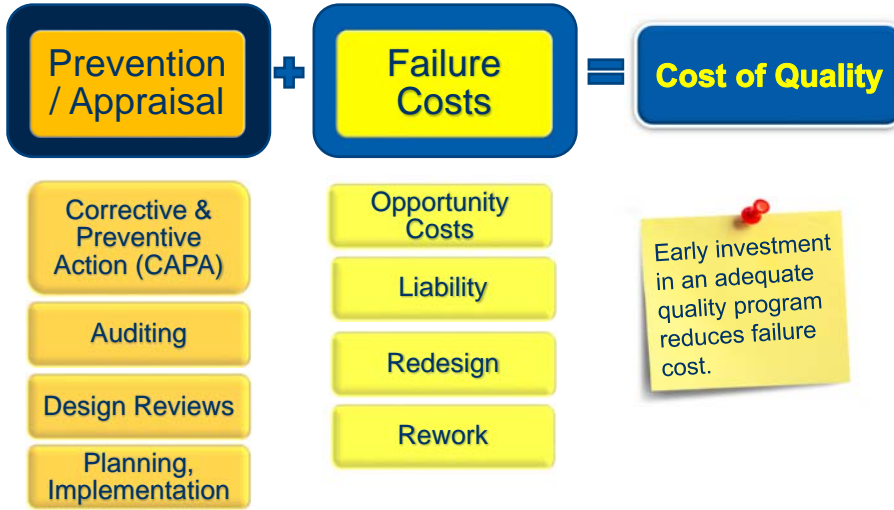 Prevention
/ Appraisal
+
Failure
Costs
=
Cost of Quality
Corrective &
Preventive
Action (CAPA)
Auditing
Design Reviews
Planning,
Implementation
Opportunity
Costs
Liability
Redesign
Rework
Early investment
in an adequate
quality program
reduces failure
cost.